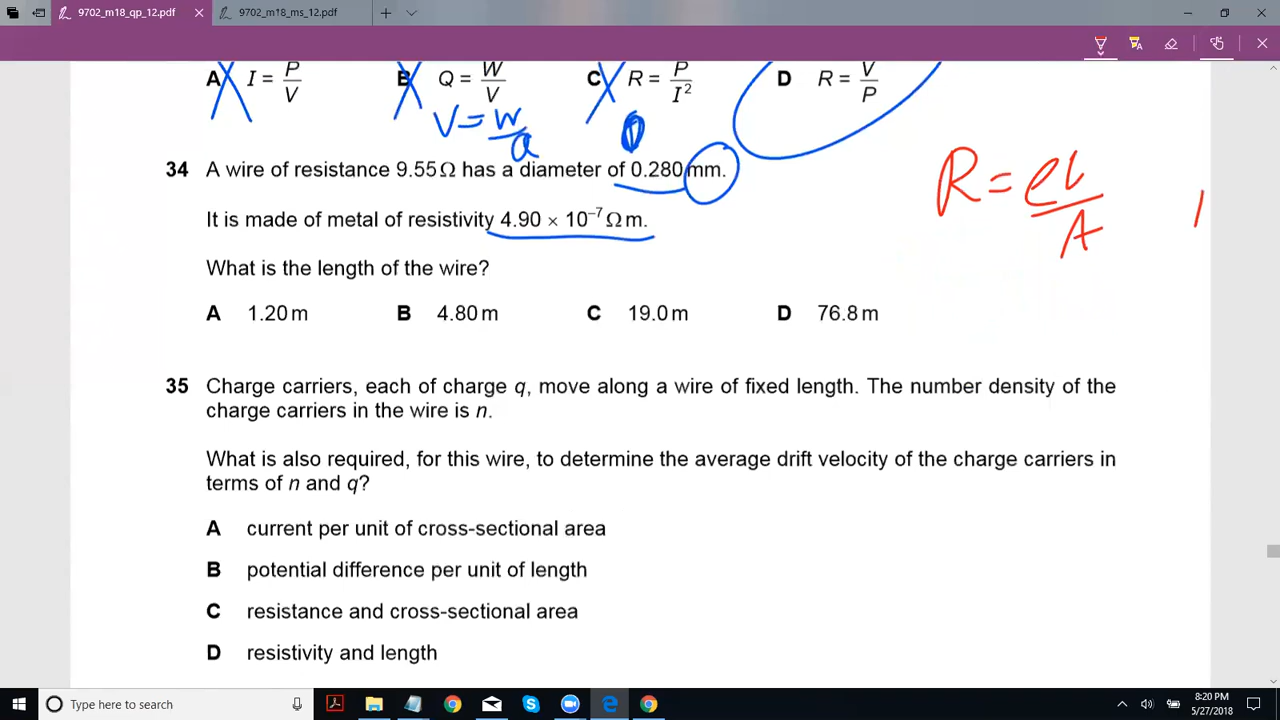 9702_m18_qp_12.pdf
9702_m18_ms_12.pdf
A I = P/V B Q = W/V C R = P/I² D R = V/P
V = W/Q
34 A wire of resistance 9.55 Ω has a diameter of 0.280 mm.
R = ρl/A
It is made of metal of resistivity 4.90 × 10⁻⁷ Ω m.
What is the length of the wire?
A 1.20 m B 4.80 m C 19.0 m D 76.8 m
35 Charge carriers, each of charge q, move along a wire of fixed length. The number density of the
charge carriers in the wire is n.
What is also required, for this wire, to determine the average drift velocity of the charge carriers in
terms of n and q?
A current per unit of cross-sectional area
B potential difference per unit of length
C resistance and cross-sectional area
D resistivity and length
Type here to search
8:20 PM
5/27/2018